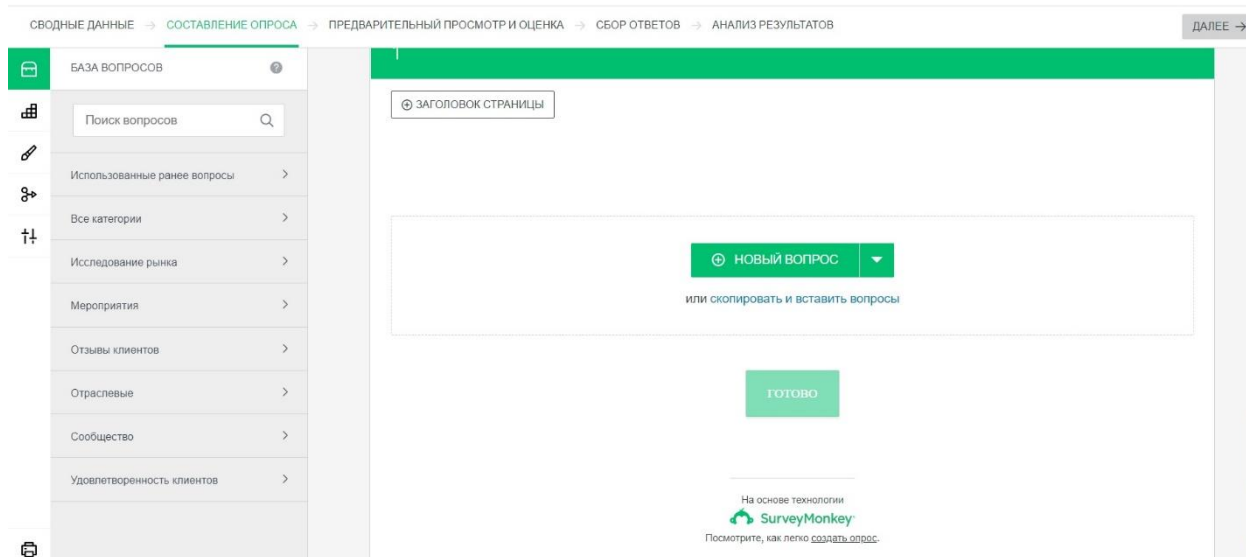 СВОДНЫЕ ДАННЫЕ → СОСТАВЛЕНИЕ ОПРОСА → ПРЕДВАРИТЕЛЬНЫЙ ПРОСМОТР И ОЦЕНКА → СБОР ОТВЕТОВ → АНАЛИЗ РЕЗУЛЬТАТОВ
ДАЛЕЕ →
БАЗА ВОПРОСОВ
Поиск вопросов
Использованные ранее вопросы
Все категории
Исследование рынка
Мероприятия
Отзывы клиентов
Отраслевые
Сообщество
Удовлетворенность клиентов
ЗАГОЛОВОК СТРАНИЦЫ
НОВЫЙ ВОПРОС
или скопировать и вставить вопросы
ГОТОВО
На основе технологии
SurveyMonkey
Посмотрите, как легко создать опрос.